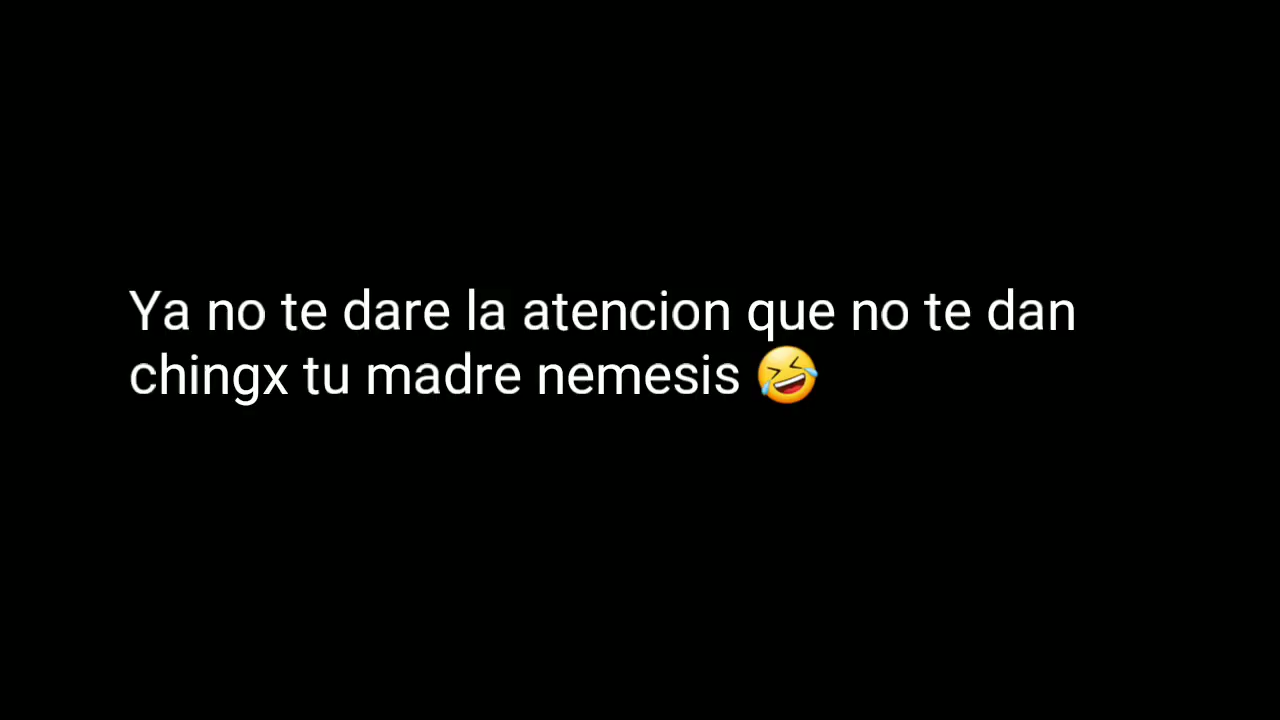 Ya no te dare la atencion que no te dan
chingx tu madre nemesis 🤣